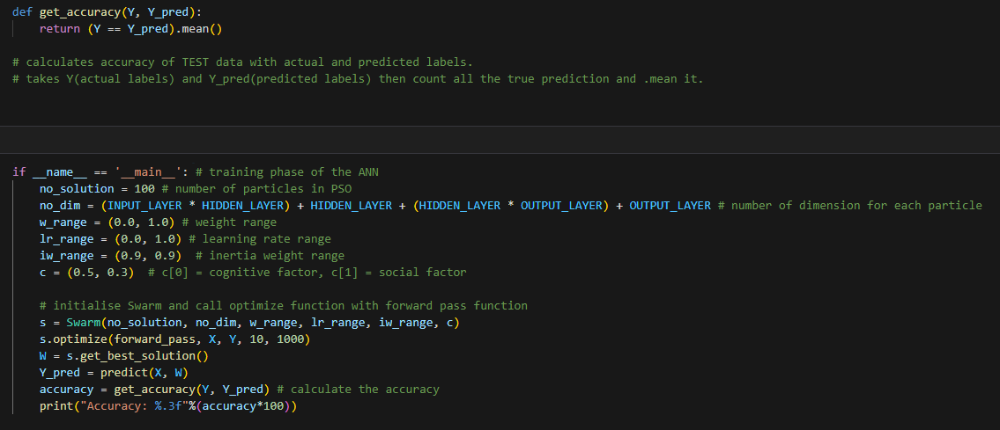 def get_accuracy(Y, Y_pred):
    return (Y == Y_pred).mean()
# calculates accuracy of TEST data with actual and predicted labels.
# takes Y(actual labels) and Y_pred(predicted labels) then count all the true prediction and .mean it.
if __name__ == '__main__': # training phase of the ANN
    no_solution = 100 # number of particles in PSO
    no_dim = (INPUT_LAYER * HIDDEN_LAYER) + HIDDEN_LAYER + (HIDDEN_LAYER * OUTPUT_LAYER) + OUTPUT_LAYER # number of dimension for each particle
    w_range = (0.0, 1.0) # weight range
    lr_range = (0.0, 1.0) # learning rate range
    iw_range = (0.9, 0.9)  # inertia weight range
    c = (0.5, 0.3)  # c[0] = cognitive factor, c[1] = social factor
    # initialise Swarm and call optimize function with forward pass function
    s = Swarm(no_solution, no_dim, w_range, lr_range, iw_range, c)
    s.optimize(forward_pass, X, Y, 10, 1000)
    W = s.get_best_solution()
    Y_pred = predict(X, W)
    accuracy = get_accuracy(Y, Y_pred) # calculate the accuracy
    print("Accuracy: %.3f"%(accuracy*100))